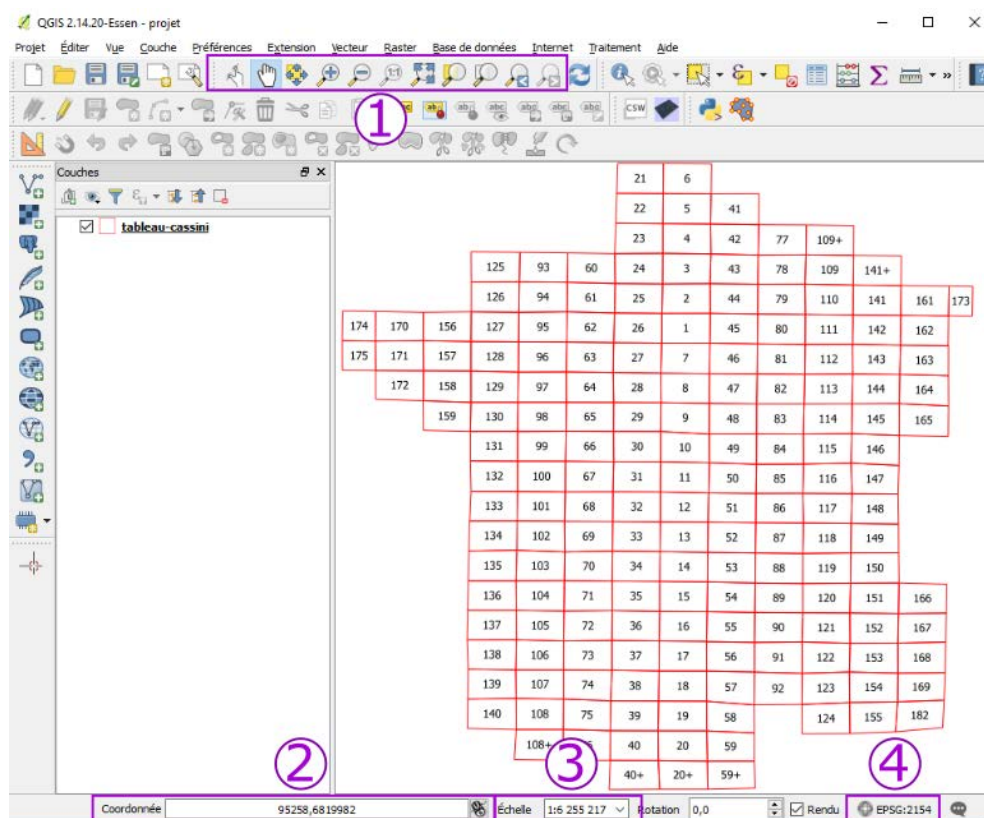 QGIS 2.14.20-Essen - projet
Projet Éditer Vue Couche Préférences Extension Vecteur Raster Base de données Internet Traitement Aide
1:1
»
1
abc
ab
abc
abc
abc
abc
CSW
Couches
tableau-cassini
21 6
22 5 41
23 4 42 77 109+
125 93 60 24 3 43 78 109 141+
126 94 61 25 2 44 79 110 141 161 173
174 170 156 127 95 62 26 1 45 80 111 142 162
175 171 157 128 96 63 27 7 46 81 112 143 163
172 158 129 97 64 28 8 47 82 113 144 164
159 130 98 65 29 9 48 83 114 145 165
131 99 66 30 10 49 84 115 146
132 100 67 31 11 50 85 116 147
133 101 68 32 12 51 86 117 148
134 102 69 33 13 52 87 118 149
135 103 70 34 14 53 88 119 150
136 104 71 35 15 54 89 120 151 166
137 105 72 36 16 55 90 121 152 167
138 106 73 37 17 56 91 122 153 168
139 107 74 38 18 57 92 123 154 169
140 108 75 39 19 58 124 155 182
108+ 40 20 59
40+ 20+ 59+
2 3 4
Coordonnée 95258,6819982 Échelle 1:6 255 217 Rotation 0,0 Rendu EPSG:2154